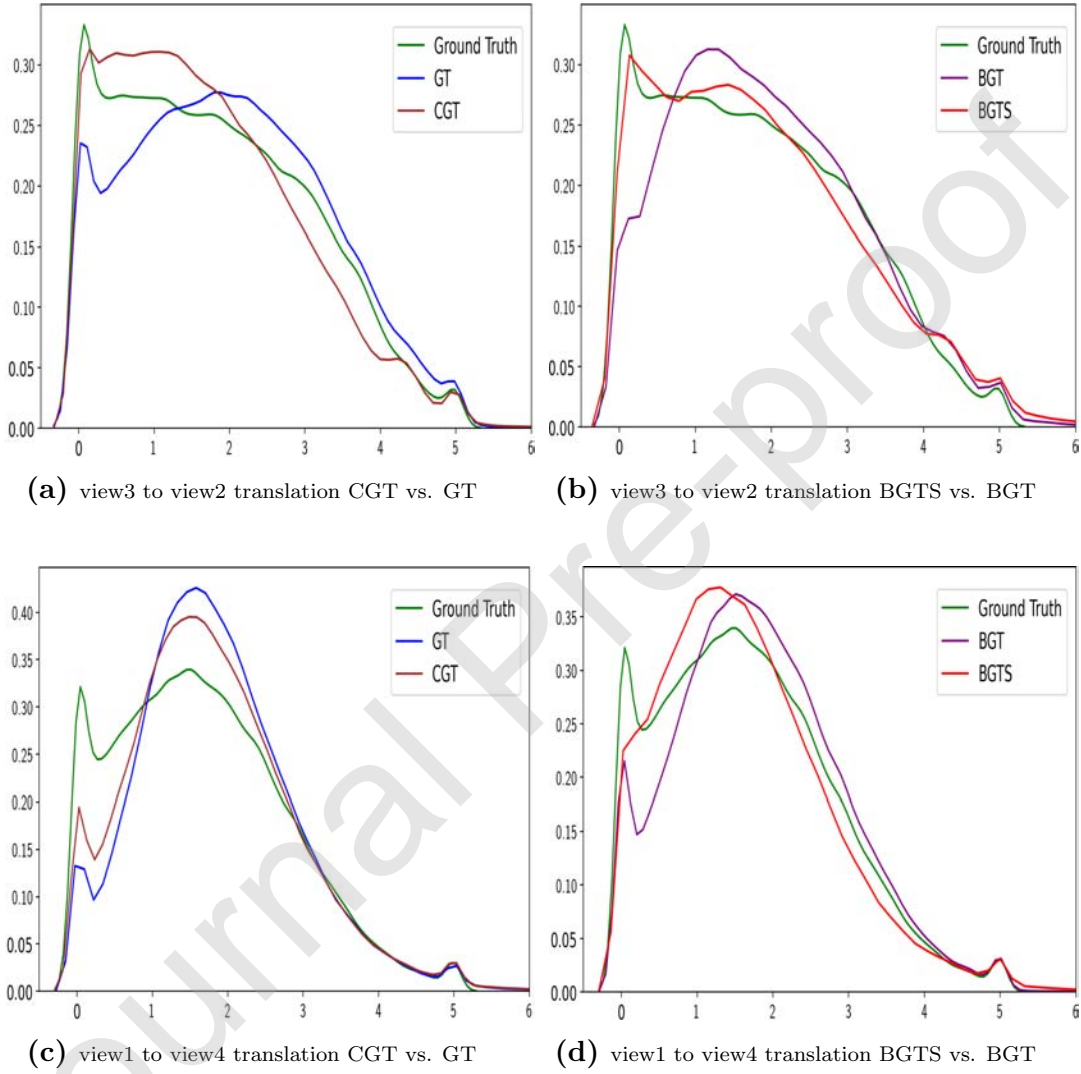 0.30
0.25
0.20
0.15
0.10
0.05
0.00
0 1 2 3 4 5 6
Ground Truth
GT
CGT
(a) view3 to view2 translation CGT vs. GT
0.30
0.25
0.20
0.15
0.10
0.05
0.00
0 1 2 3 4 5 6
Ground Truth
BGT
BGTS
(b) view3 to view2 translation BGTS vs. BGT
0.40
0.35
0.30
0.25
0.20
0.15
0.10
0.05
0.00
0 1 2 3 4 5 6
Ground Truth
GT
CGT
(c) view1 to view4 translation CGT vs. GT
0.35
0.30
0.25
0.20
0.15
0.10
0.05
0.00
0 1 2 3 4 5 6
Ground Truth
BGT
BGTS
(d) view1 to view4 translation BGTS vs. BGT
Journal Pre-proof